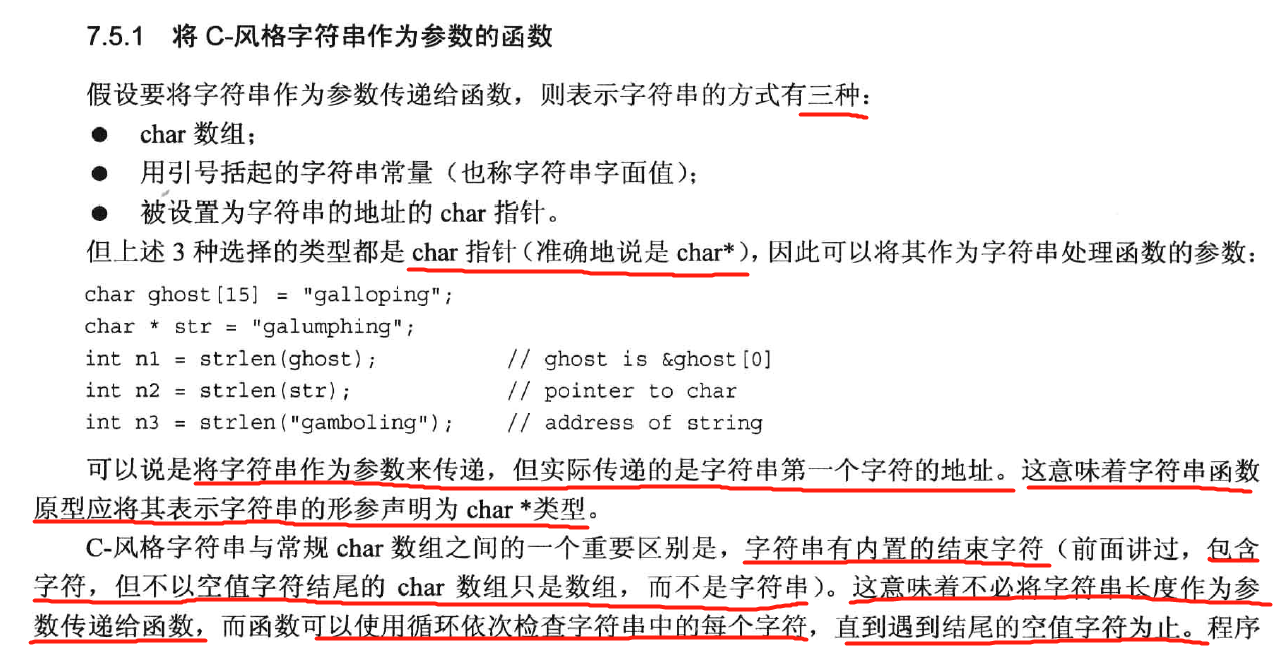 7.5.1 将 C-风格字符串作为参数的函数
假设要将字符串作为参数传递给函数，则表示字符串的方式有三种：
● char 数组；
● 用引号括起的字符串常量（也称字符串字面值）；
● 被设置为字符串的地址的 char 指针。
但上述 3 种选择的类型都是 char 指针（准确地说是 char*），因此可以将其作为字符串处理函数的参数：
char ghost[15] = "galloping";
char * str = "galumphing";
int n1 = strlen(ghost); // ghost is &ghost[0]
int n2 = strlen(str); // pointer to char
int n3 = strlen("gamboling"); // address of string
可以说是将字符串作为参数来传递，但实际传递的是字符串第一个字符的地址。这意味着字符串函数
原型应将其表示字符串的形参声明为 char *类型。
C-风格字符串与常规 char 数组之间的一个重要区别是，字符串有内置的结束字符（前面讲过，包含
字符，但不以空值字符结尾的 char 数组只是数组，而不是字符串）。这意味着不必将字符串长度作为参
数传递给函数，而函数可以使用循环依次检查字符串中的每个字符，直到遇到结尾的空值字符为止。程序